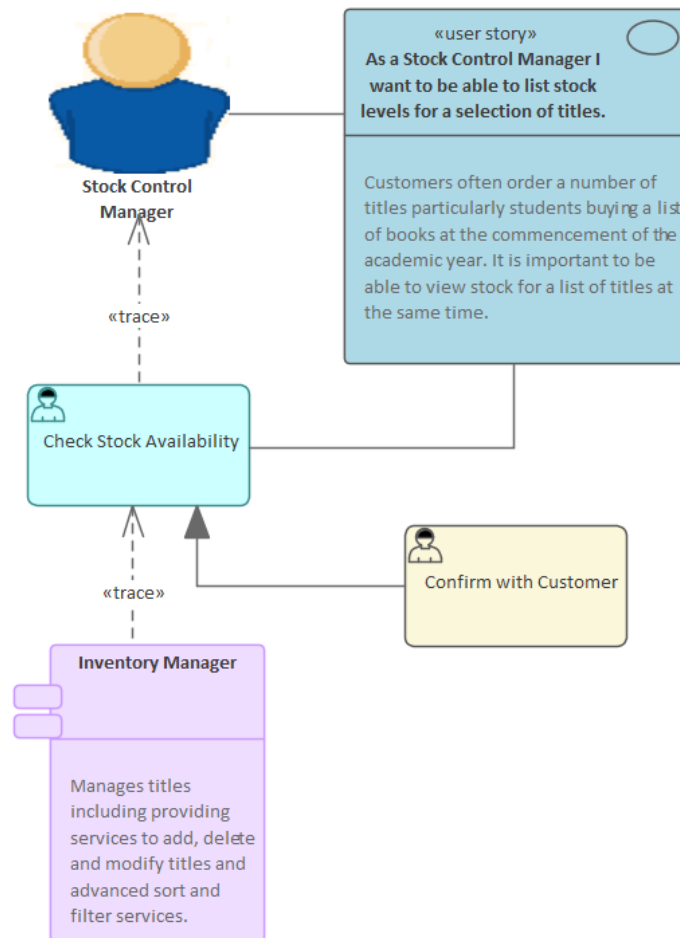 «user story»
As a Stock Control Manager I
want to be able to list stock
levels for a selection of titles.
Customers often order a number of
titles particularly students buying a list
of books at the commencement of the
academic year. It is important to be
able to view stock for a list of titles at
the same time.
Stock Control
Manager
«trace»
Check Stock Availability
Confirm with Customer
«trace»
Inventory Manager
Manages titles
including providing
services to add, delete
and modify titles and
advanced sort and
filter services.